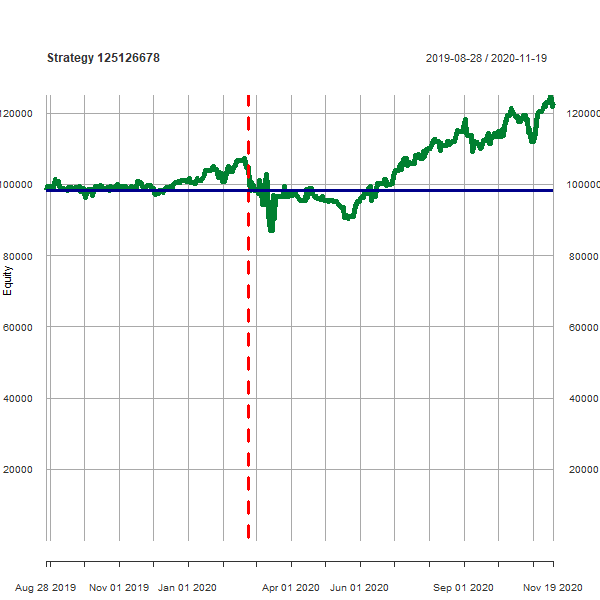 Strategy 125126678
2019-08-28 / 2020-11-19
120000
120000
100000
100000
80000
80000
60000
60000
40000
40000
20000
20000
Equity
Aug 28 2019
Nov 01 2019
Jan 01 2020
Apr 01 2020
Jun 01 2020
Sep 01 2020
Nov 19 2020